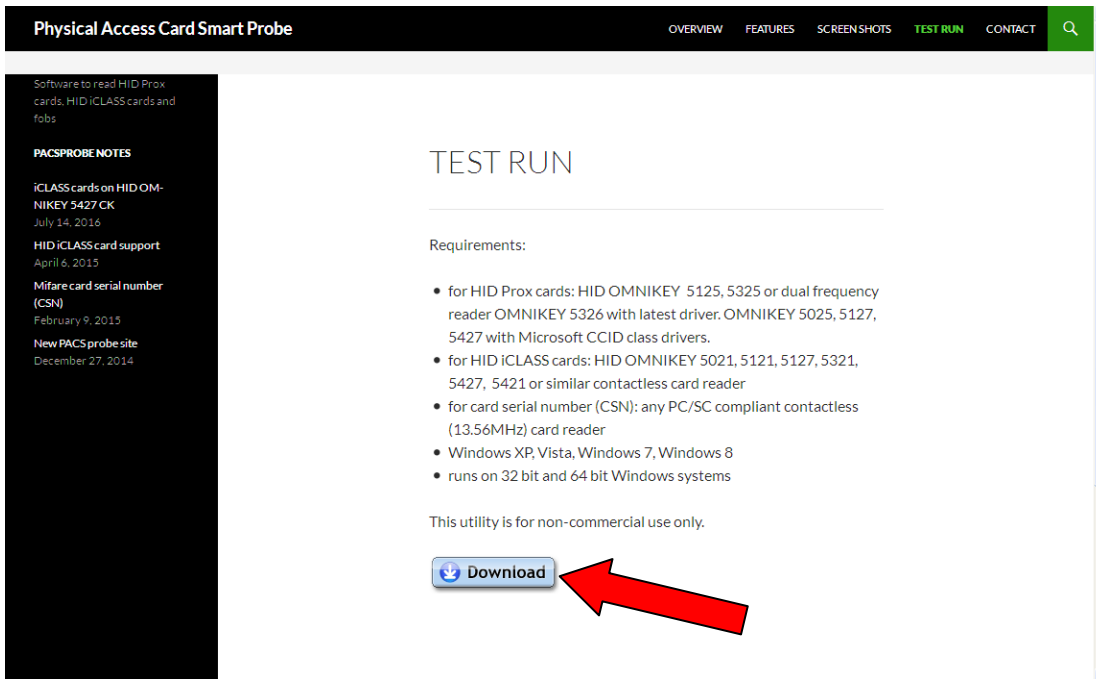 Physical Access Card Smart Probe
OVERVIEW FEATURES SCREEN SHOTS TEST RUN CONTACT
Software to read HID Prox
cards, HID iCLASS cards and
fobs
PACSPROBE NOTES
iCLASS cards on HID OM-
NIKEY 5427 CK
July 14, 2016
HID iCLASS card support
April 6, 2015
Mifare card serial number
(CSN)
February 9, 2015
New PACS probe site
December 27, 2014
TEST RUN
Requirements:
• for HID Prox cards: HID OMNIKEY 5125, 5325 or dual frequency
reader OMNIKEY 5326 with latest driver. OMNIKEY 5025, 5127,
5427 with Microsoft CCID class drivers.
• for HID iCLASS cards: HID OMNIKEY 5021, 5121, 5127, 5321,
5427, 5421 or similar contactless card reader
• for card serial number (CSN): any PC/SC compliant contactless
(13.56MHz) card reader
• Windows XP, Vista, Windows 7, Windows 8
• runs on 32 bit and 64 bit Windows systems
This utility is for non-commercial use only.
Download